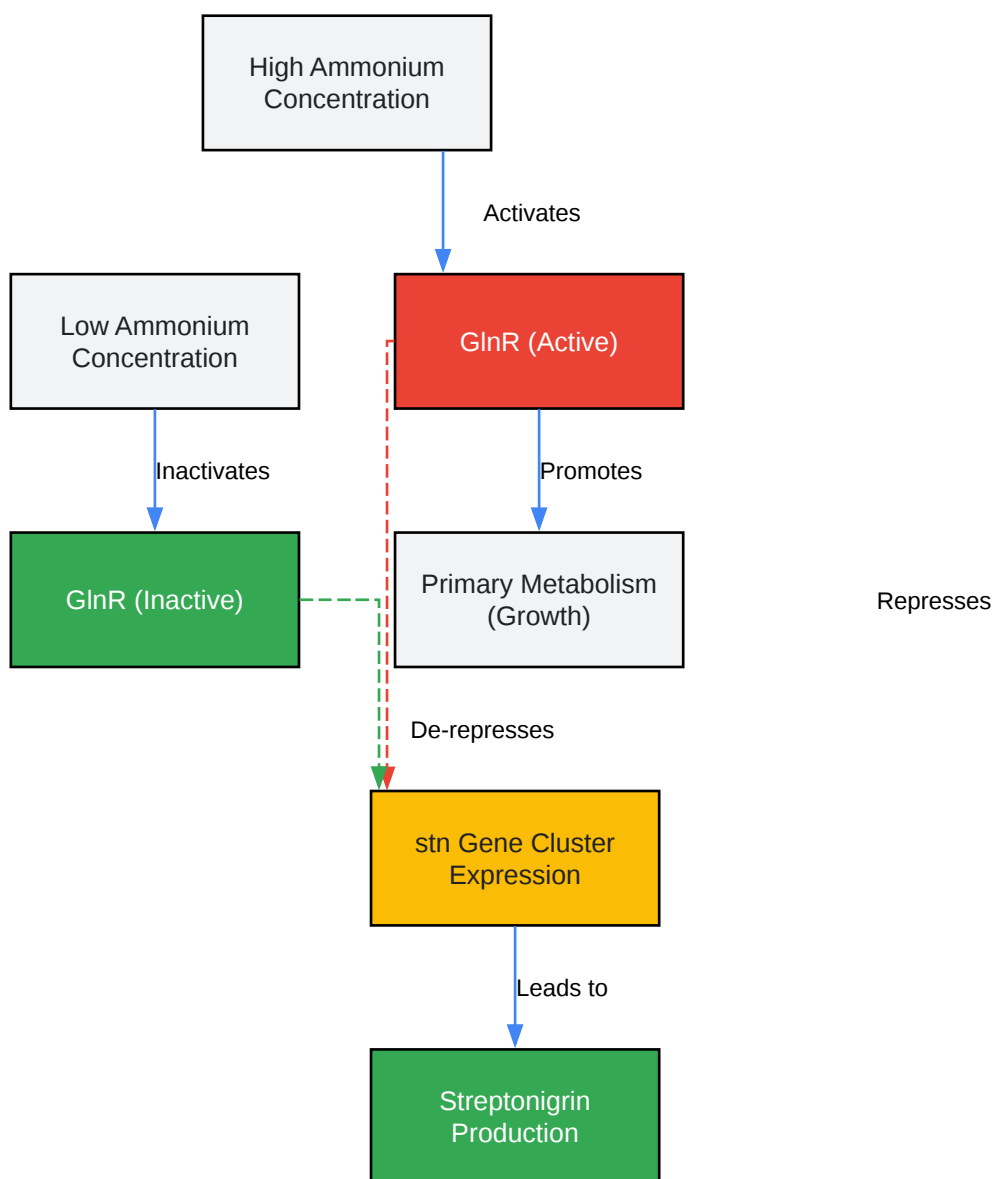 High Ammonium
Concentration
Activates
Low Ammonium
Concentration
GlnR (Active)
Inactivates
Promotes
GlnR (Inactive)
Primary Metabolism
(Growth)
Represses
De-represses
stn Gene Cluster
Expression
Leads to
Streptonigrin
Production